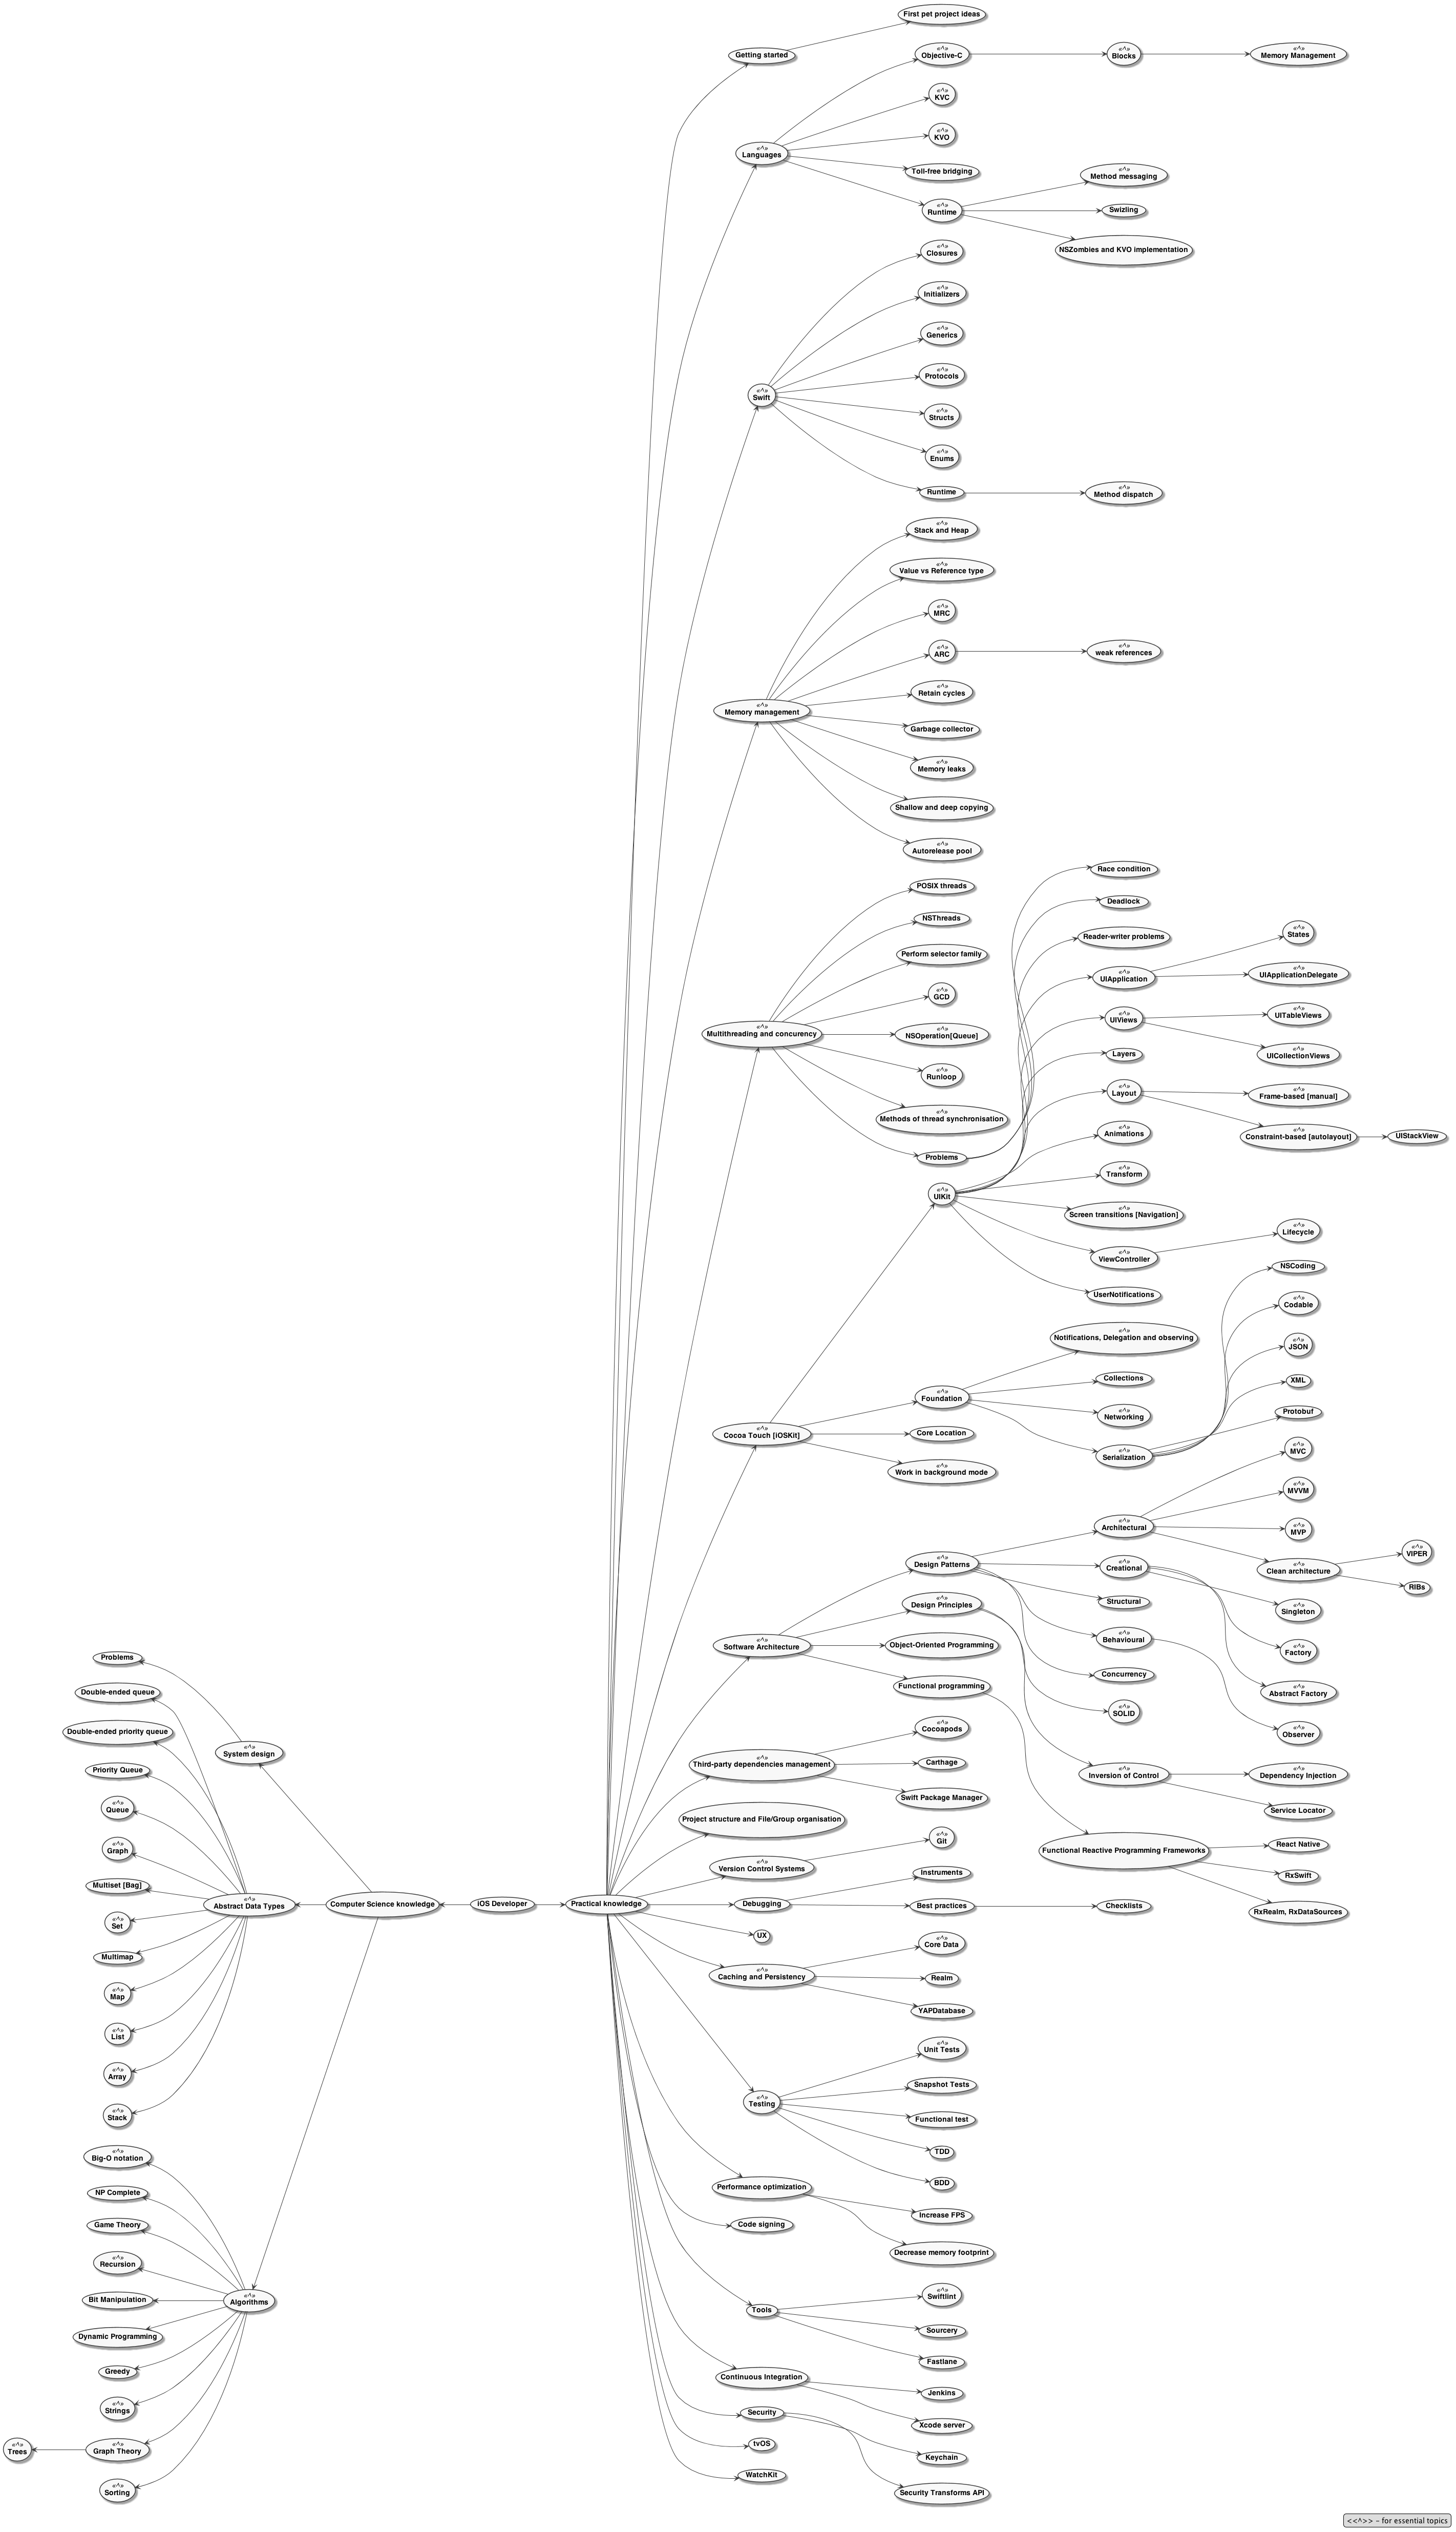 First pet project ideas
Getting started
«^»
Objective-C
«^»
Blocks
«^»
Memory Management
«^»
KVC
«^»
KVO
«^»
Languages
Toll-free bridging
«^»
Method messaging
«^»
Runtime
Swizling
NSZombies and KVO implementation
«^»
Closures
«^»
Initializers
«^»
Generics
«^»
Protocols
«^»
Swift
«^»
Structs
«^»
Enums
Runtime
«^»
Method dispatch
«^»
Stack and Heap
«^»
Value vs Reference type
«^»
MRC
«^»
ARC
«^»
weak references
«^»
Retain cycles
«^»
Memory management
Garbage collector
«^»
Memory leaks
Shallow and deep copying
«^»
Autorelease pool
Race condition
POSIX threads
Deadlock
NSThreads
Reader-writer problems
«^»
States
Perform selector family
«^»
UIApplication
«^»
UIApplicationDelegate
«^»
GCD
«^»
UIViews
«^»
UITableViews
«^»
Multithreading and concurency
«^»
NSOperation[Queue]
Layers
«^»
UICollectionViews
«^»
Runloop
«^»
Layout
«^»
Frame-based [manual]
«^»
Methods of thread synchronisation
«^»
Animations
«^»
Constraint-based [autolayout]
UIStackView
Problems
«^»
Transform
«^»
UIKit
«^»
Screen transitions [Navigation]
«^»
Lifecycle
«^»
ViewController
NSCoding
UserNotifications
«^»
Codable
«^»
Notifications, Delegation and observing
«^»
JSON
Collections
XML
«^»
Foundation
«^»
Networking
Protobuf
«^»
Cocoa Touch [iOSKit]
Core Location
«^»
Serialization
«^»
MVC
«^»
Work in background mode
«^»
MVVM
«^»
Architectural
«^»
MVP
«^»
VIPER
«^»
Design Patterns
«^»
Creational
«^»
Clean architecture
RIBs
Structural
«^»
Design Principles
«^»
Singleton
«^»
Software Architecture
Object-Oriented Programming
«^»
Behavioural
«^»
Factory
Problems
Concurrency
Functional programming
«^»
Abstract Factory
Double-ended queue
«^»
SOLID
Double-ended priority queue
«^»
Cocoapods
«^»
Observer
«^»
System design
«^»
Third-party dependencies management
Carthage
Priority Queue
«^»
Inversion of Control
«^»
Dependency Injection
Swift Package Manager
«^»
Queue
Service Locator
Project structure and File/Group organisation
«^»
Git
«^»
Graph
React Native
Functional Reactive Programming Frameworks
«^»
Version Control Systems
Instruments
RxSwift
Multiset [Bag]
«^»
Abstract Data Types
Computer Science knowledge
iOS Developer
Practical knowledge
Debugging
Best practices
Checklists
RxRealm, RxDataSources
«^»
Set
UX
«^»
Core Data
Multimap
«^»
Caching and Persistency
Realm
«^»
Map
YAPDatabase
«^»
List
«^»
Unit Tests
«^»
Array
Snapshot Tests
«^»
Testing
«^»
Stack
Functional test
TDD
«^»
Big-O notation
BDD
Performance optimization
NP Complete
Increase FPS
Game Theory
Code signing
Decrease memory footprint
«^»
Recursion
«^»
Swiftlint
Bit Manipulation
«^»
Algorithms
Tools
Sourcery
Dynamic Programming
Fastlane
Greedy
Continuous Integration
Jenkins
«^»
Strings
Security
Xcode server
«^»
Trees
«^»
Graph Theory
tvOS
Keychain
WatchKit
«^»
Sorting
Security Transforms API
<<^>> – for essential topics